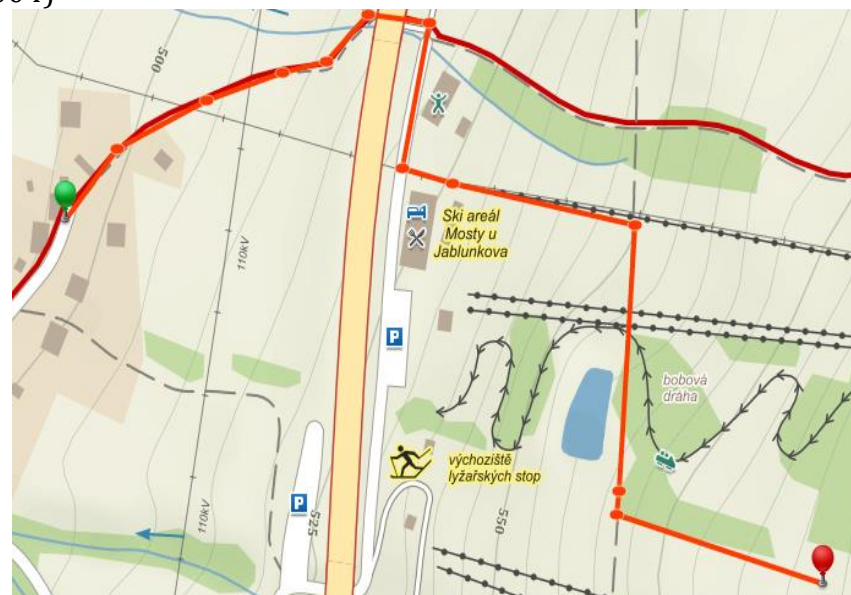 500
110kV
Ski areál
Mosty u
Jablunkova
P
bobová
dráha
výchoziště
lyžařských stop
P
110kV
525
550